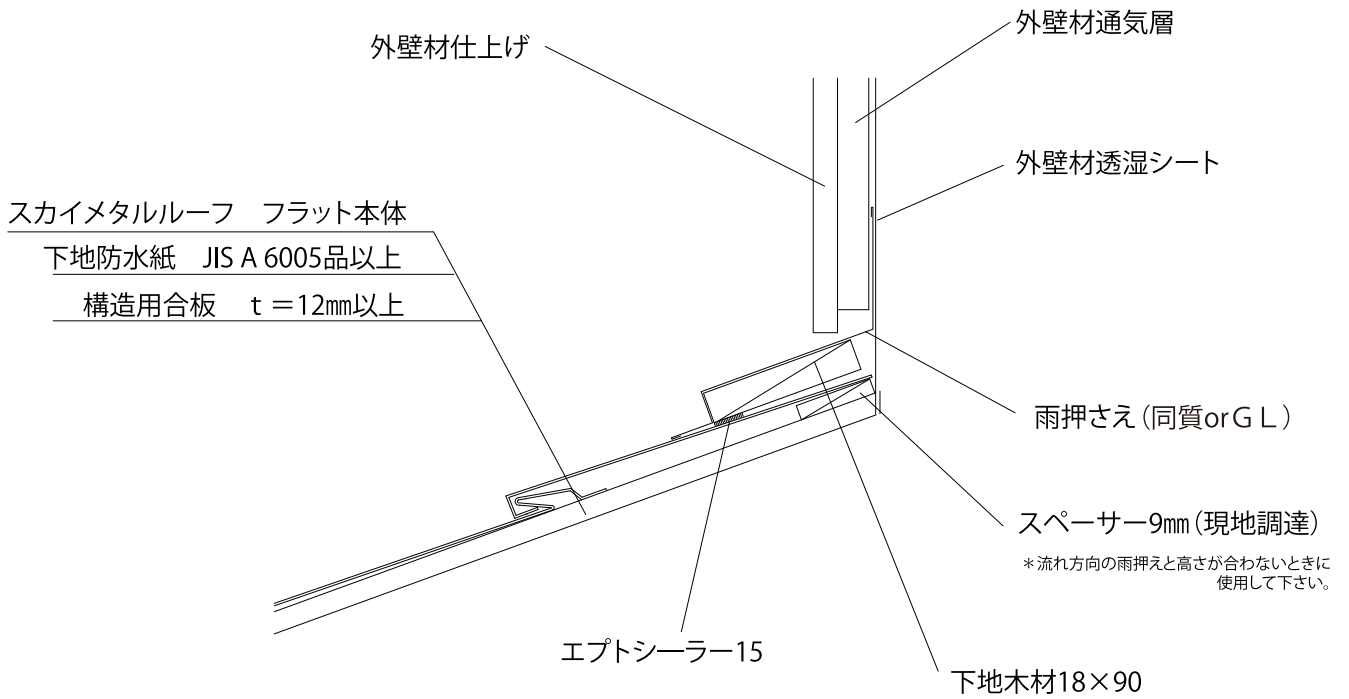 外壁材通気層
外壁材仕上げ
外壁材透湿シート
スカイメタルルーフ　フラット本体
下地防水紙　JIS A 6005品以上
構造用合板　t＝12㎜以上
雨押さえ（同質orＧＬ）
スペーサー9㎜（現地調達）
＊流れ方向の雨押えと高さが合わないときに
使用して下さい。
エプトシーラー15
下地木材18×90